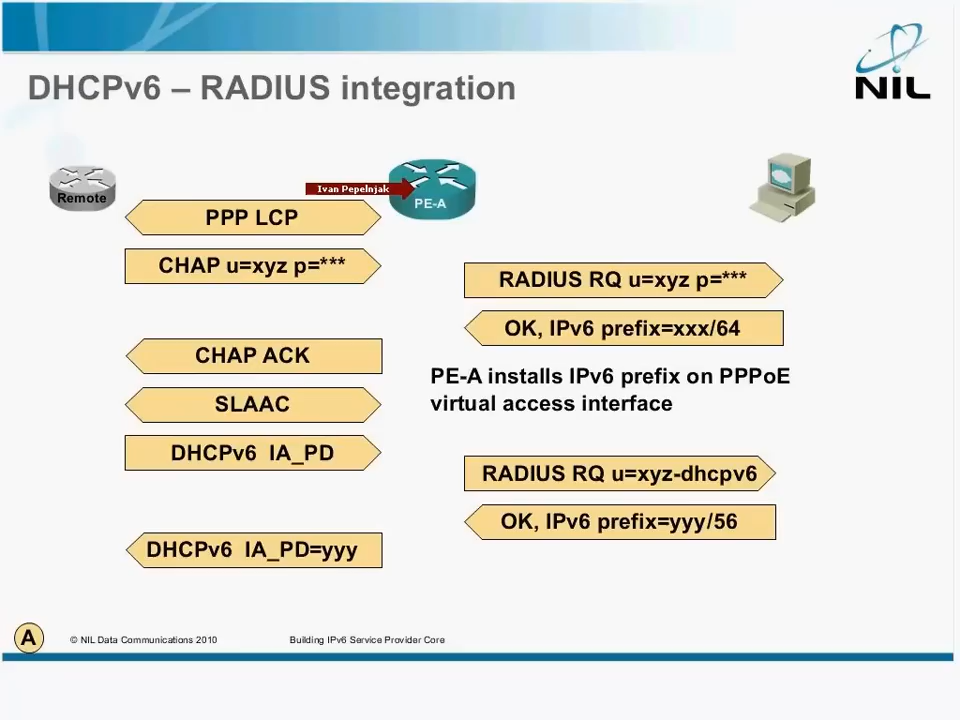 DHCPv6 – RADIUS integration
NIL
Remote
Ivan Pepelnjak
PE-A
PPP LCP
CHAP u=xyz p=***
RADIUS RQ u=xyz p=***
OK, IPv6 prefix=xxx/64
CHAP ACK
PE-A installs IPv6 prefix on PPPoE
virtual access interface
SLAAC
DHCPv6 IA_PD
RADIUS RQ u=xyz-dhcpv6
OK, IPv6 prefix=yyy/56
DHCPv6 IA_PD=yyy
A
© NIL Data Communications 2010
Building IPv6 Service Provider Core